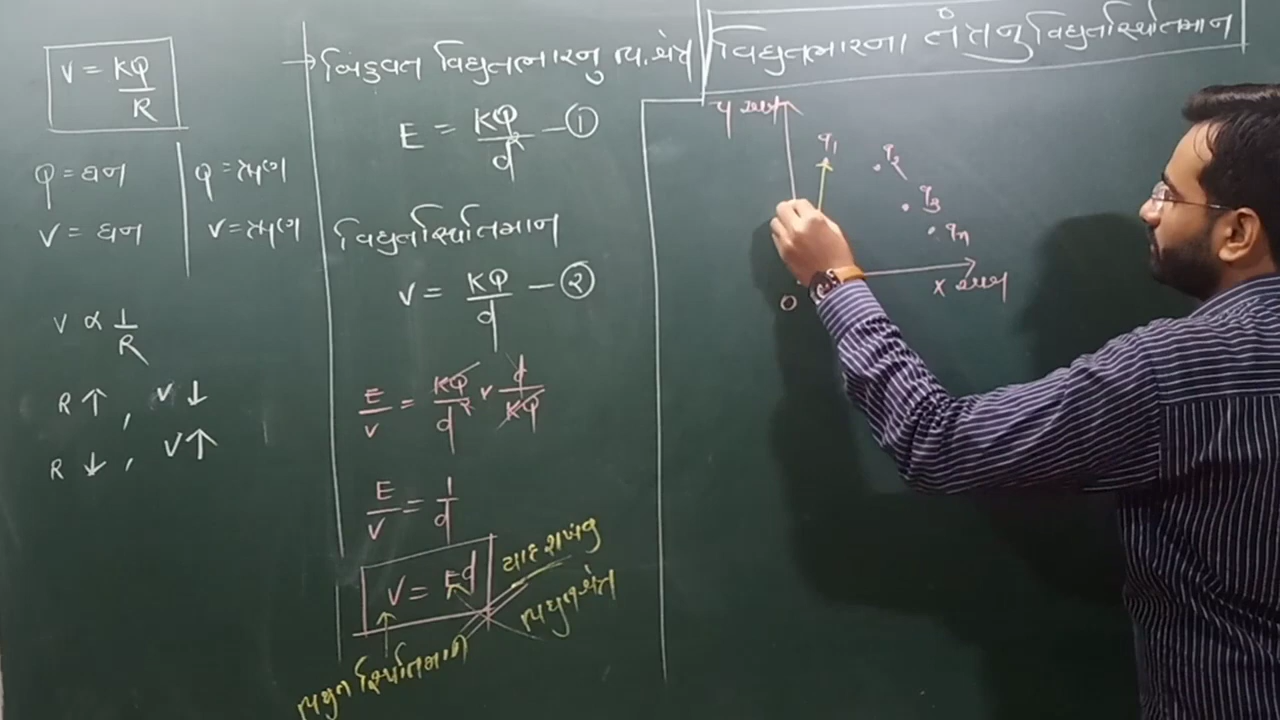 V = KQ/R
Q = ધન
Q = ઋણ
V = ધન
V = ઋણ
V ∝ 1/R
R ↑ , V ↓
R ↓ , V ↑
→ બિંદુવત વિદ્યુતભારનુ વિ. ક્ષેત્ર
E = KQ/d² — ①
વિદ્યુતસ્થિતિમાન
V = KQ/d — ②
E/V = KQ/d² × d/KQ
E/V = 1/d
V = Ed
યાદ રાખવુ
વિદ્યુતક્ષેત્ર
વિદ્યુત સ્થિતિમાન
વિદ્યુતભારના તંત્રનુ વિદ્યુતસ્થિતિમાન
y અક્ષ
q₁
q₂
q₃
qₙ
x અક્ષ
O